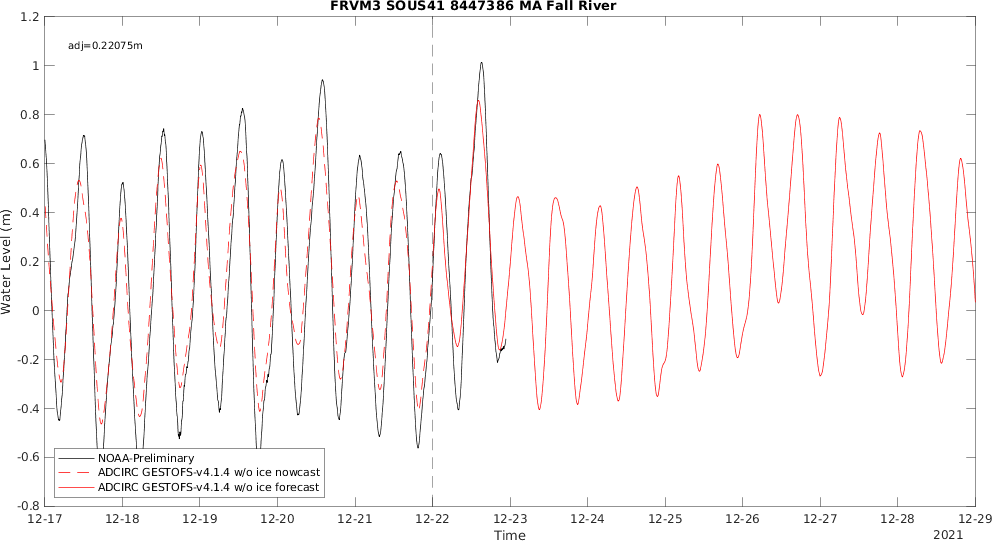 FRVM3 SOUS41 8447386 MA Fall River
1.2
adj=0.22075m
1
0.8
0.6
0.4
0.2
0
-0.2
-0.4
-0.6
-0.8
Water Level (m)
NOAA-Preliminary
ADCIRC GESTOFS-v4.1.4 w/o ice nowcast
ADCIRC GESTOFS-v4.1.4 w/o ice forecast
12-17 12-18 12-19 12-20 12-21 12-22 12-23 12-24 12-25 12-26 12-27 12-28 12-29
Time
2021